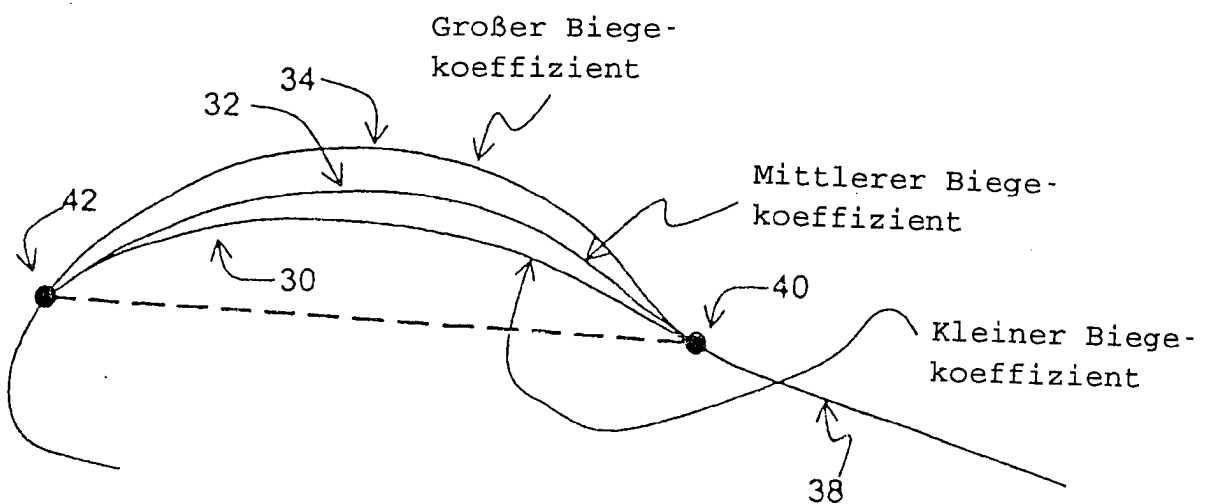 Großer Biege-
koeffizient
34
32
Mittlerer Biege-
koeffizient
42
30
40
Kleiner Biege-
koeffizient
38